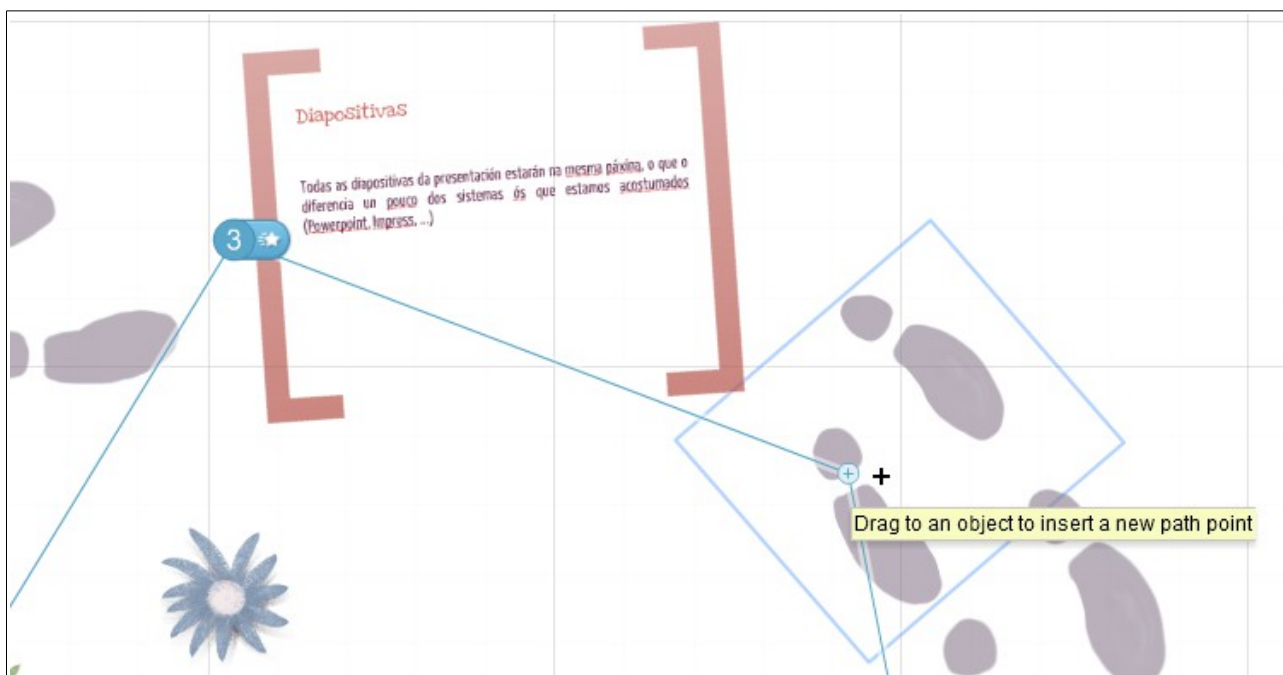 Diapositivas
Todas as diapositivas da presentación estarán na mesma páxina, o que o
diferencia un pouco dos sistemas ós que estamos acostumados
(Powerpoint, Impress, ...)
3
Drag to an object to insert a new path point